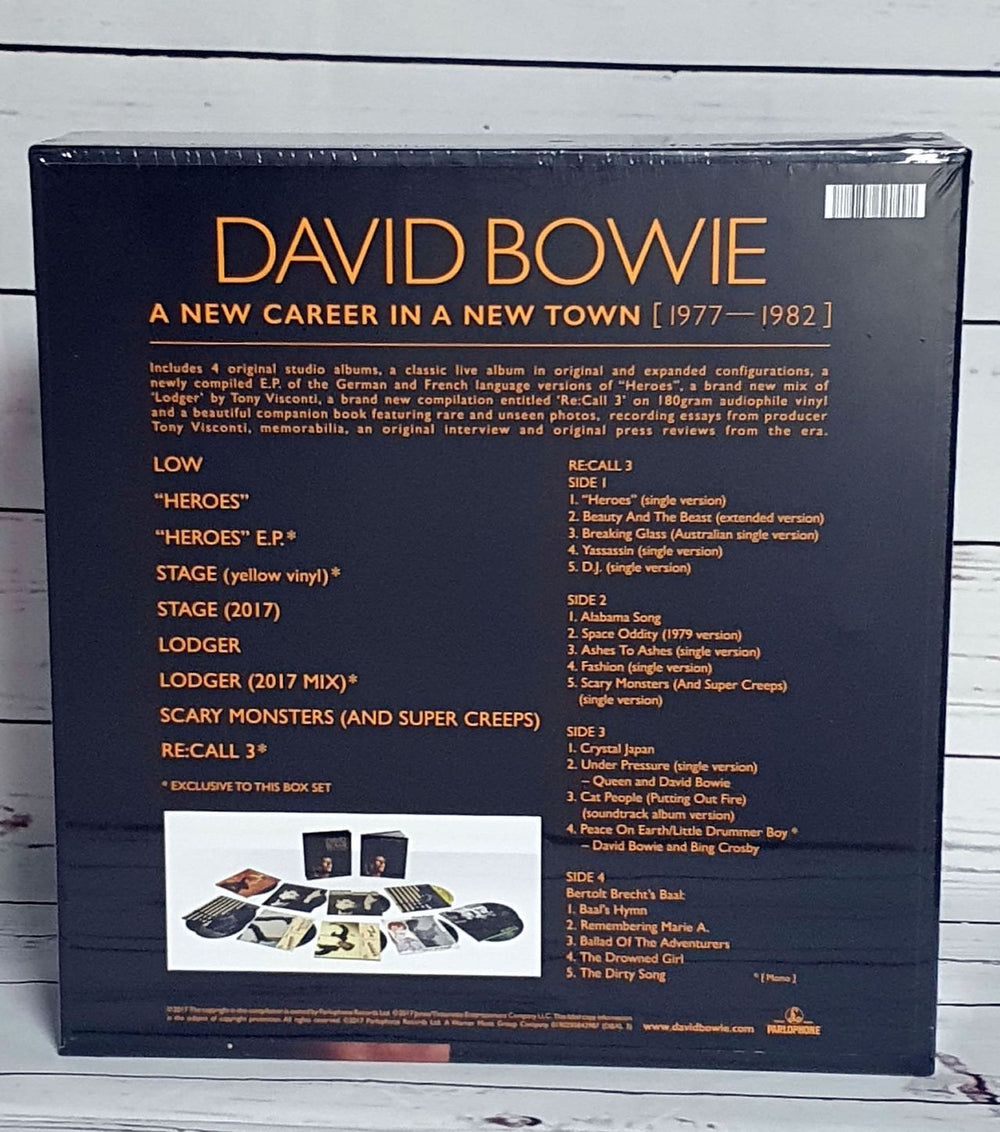 DAVID BOWIE
A NEW CAREER IN A NEW TOWN [1977—1982]
Includes 4 original studio albums, a classic live album in original and expanded configurations, a
newly compiled E.P. of the German and French language versions of “Heroes”, a brand new mix of
‘Lodger’ by Tony Visconti, a brand new compilation entitled ‘Re:Call 3’ on 180gram audiophile vinyl
and a beautiful companion book featuring rare and unseen photos, recording essays from producer
Tony Visconti, memorabilia, an original interview and original press reviews from the era.
LOW
“HEROES”
“HEROES” E.P.*
STAGE (yellow vinyl)*
STAGE (2017)
LODGER
LODGER (2017 MIX)*
SCARY MONSTERS (AND SUPER CREEPS)
RE:CALL 3*
* EXCLUSIVE TO THIS BOX SET
RE:CALL 3
SIDE 1
1. “Heroes” (single version)
2. Beauty And The Beast (extended version)
3. Breaking Glass (Australian single version)
4. Yassassin (single version)
5. D.J. (single version)
SIDE 2
1. Alabama Song
2. Space Oddity (1979 version)
3. Ashes To Ashes (single version)
4. Fashion (single version)
5. Scary Monsters (And Super Creeps)
(single version)
SIDE 3
1. Crystal Japan
2. Under Pressure (single version)
– Queen and David Bowie
3. Cat People (Putting Out Fire)
(soundtrack album version)
4. Peace On Earth/Little Drummer Boy *
– David Bowie and Bing Crosby
SIDE 4
Bertolt Brecht's Baal:
1. Baal's Hymn
2. Remembering Marie A.
3. Ballad Of The Adventurers
4. The Drowned Girl
5. The Dirty Song
* [Mono]
BOWIE
www.davidbowie.com
PARLOPHONE